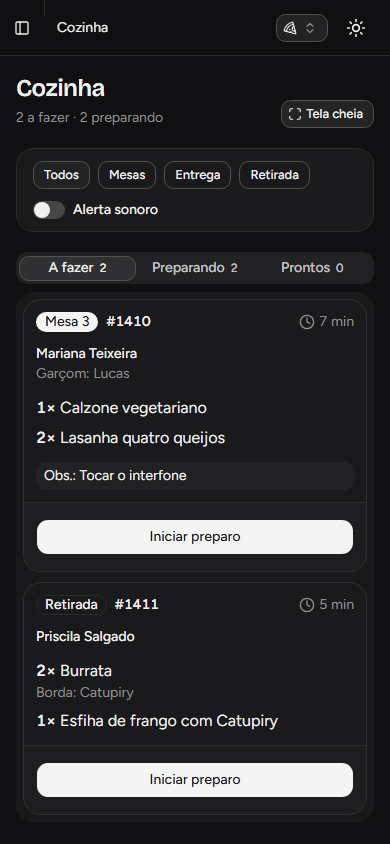 Cozinha
Cozinha
2 a fazer · 2 preparando
Tela cheia
Todos
Mesas
Entrega
Retirada
Alerta sonoro
A fazer 2
Preparando 2
Prontos 0
Mesa 3 #1410 7 min
Mariana Teixeira
Garçom: Lucas
1× Calzone vegetariano
2× Lasanha quatro queijos
Obs.: Tocar o interfone
Iniciar preparo
Retirada #1411 5 min
Priscila Salgado
2× Burrata
Borda: Catupiry
1× Esfiha de frango com Catupiry
Iniciar preparo